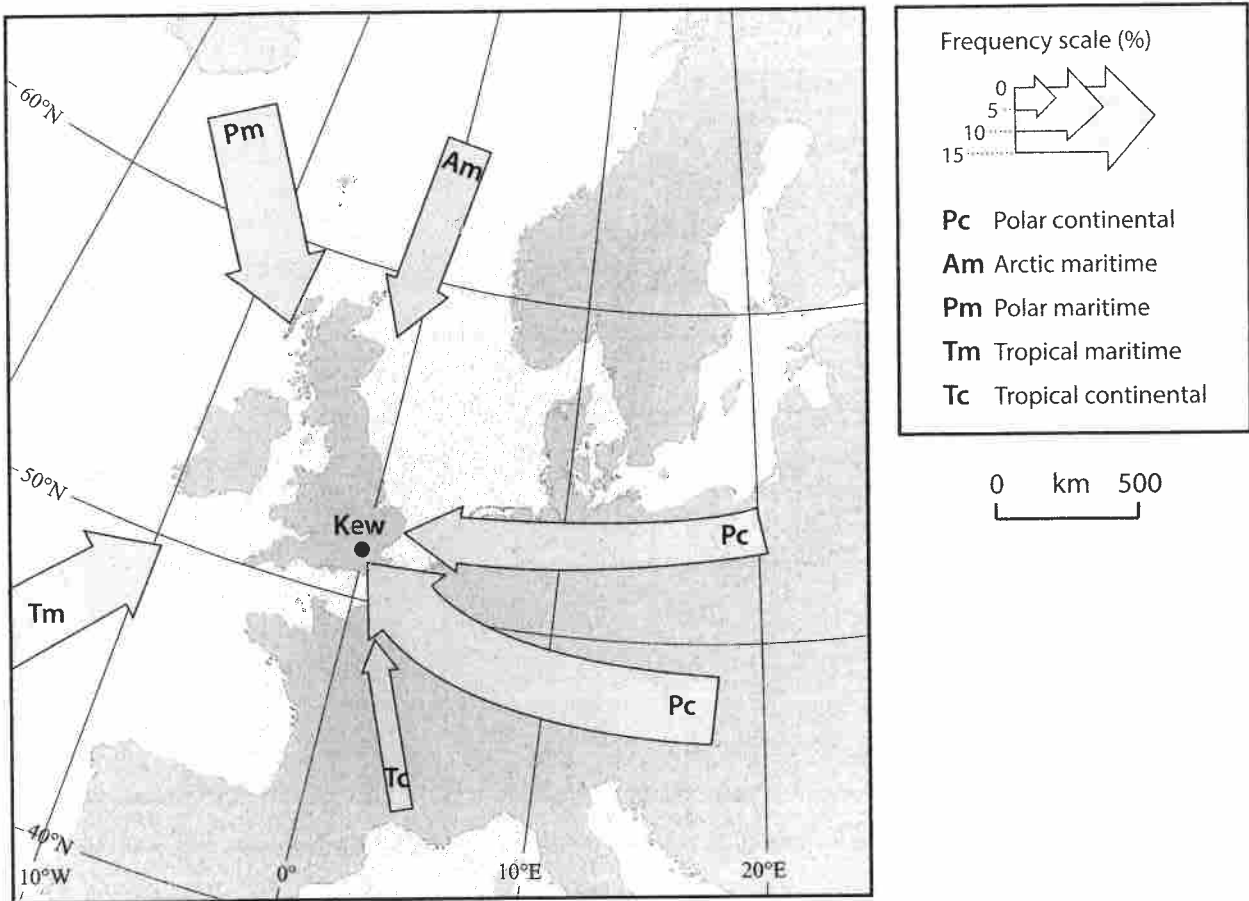 60°N
Pm
Am
50°N
Kew
Pc
Tm
Pc
Tc
40°N
10°W
0°
10°E
20°E
Frequency scale (%)
0
5
10
15
Pc Polar continental
Am Arctic maritime
Pm Polar maritime
Tm Tropical maritime
Tc Tropical continental
0 km 500